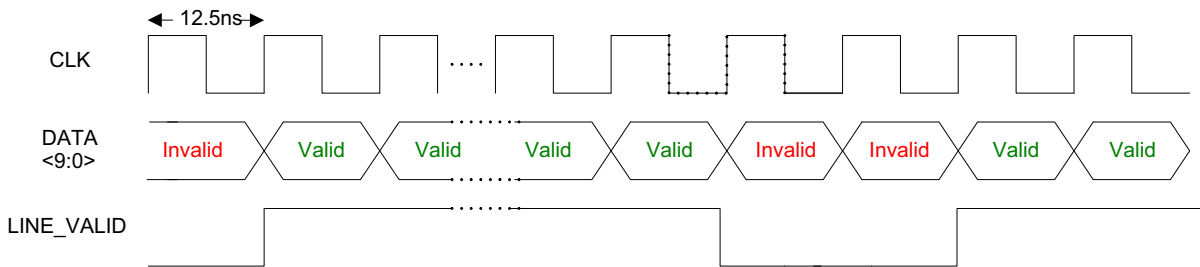 12.5ns
CLK
DATA
<9:0>
Invalid Valid Valid Valid Valid Invalid Invalid Valid Valid
LINE_VALID